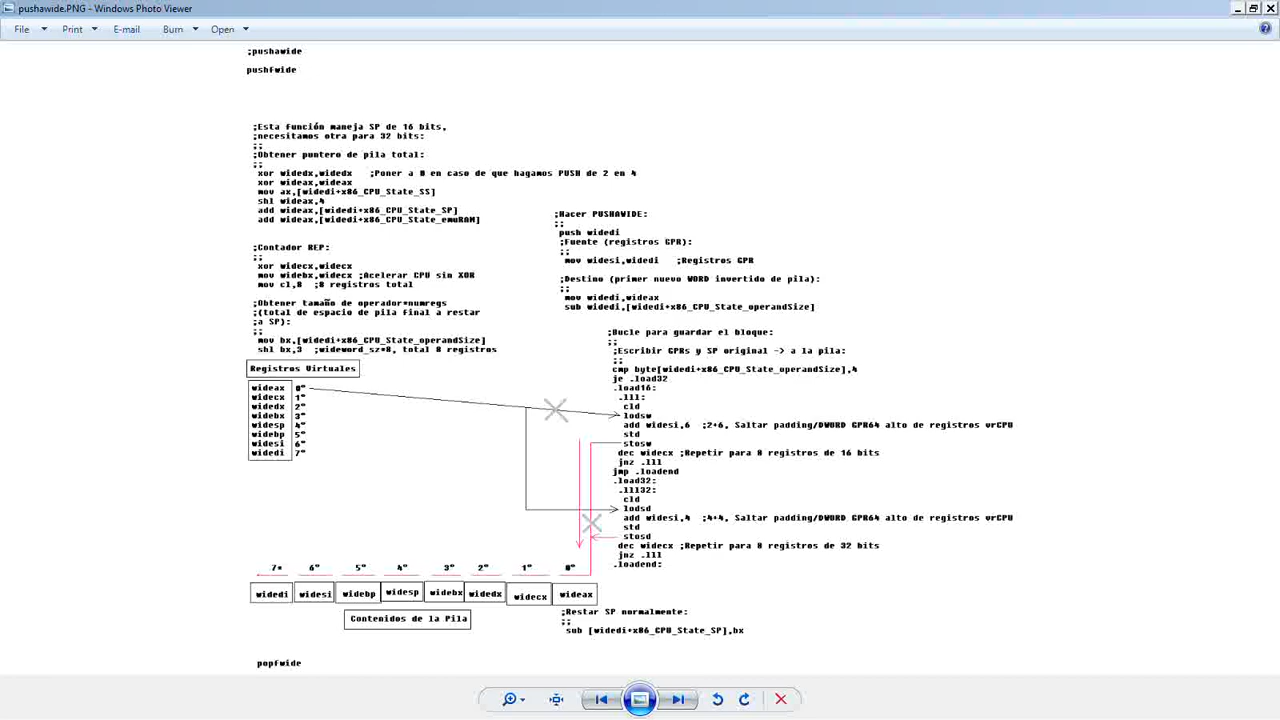 pushawide.PNG - Windows Photo Viewer
File Print E-mail Burn Open
;pushawide
pushfwide
;Esta función maneja SP de 16 bits,
;necesitamos otra para 32 bits:
;;
;Obtener puntero de pila total:
;;
xor widedx,widedx ;Poner a 0 en caso de que hagamos PUSH de 2 en 4
xor wideax,wideax
mov ax,[widedi+x86_CPU_State_SS]
shl wideax,4
add wideax,[widedi+x86_CPU_State_SP]
add wideax,[widedi+x86_CPU_State_emuRAM]
;Contador REP:
;;
xor widecx,widecx
mov widebx,widecx ;Acelerar CPU sin XOR
mov cl,8 ;8 registros total
;Obtener tamaño de operador*numregs
;(total de espacio de pila final a restar
;a SP):
;;
mov bx,[widedi+x86_CPU_State_operandSize]
shl bx,3 ;wideword_sz*8, total 8 registros
Registros Virtuales
wideax 0°
widecx 1°
widedx 2°
widebx 3°
widesp 4°
widebp 5°
widesi 6°
widedi 7°
;Hacer PUSHAWIDE:
;;
push widedi
;Fuente (registros GPR):
;;
mov widesi,widedi ;Registros GPR
;Destino (primer nuevo WORD invertido de pila):
;;
mov widedi,wideax
sub widedi,[widedi+x86_CPU_State_operandSize]
;Bucle para guardar el bloque:
;;
;Escribir GPRs y SP original -> a la pila:
;;
cmp byte[widedi+x86_CPU_State_operandSize],4
je .load32
.load16:
.lll:
cld
lodsw
add widesi,6 ;2+6, Saltar padding/DWORD GPR64 alto de registros vrCPU
std
stosw
dec widecx ;Repetir para 8 registros de 16 bits
jnz .lll
jmp .loadend
.load32:
.lll32:
cld
lodsd
add widesi,4 ;4+4, Saltar padding/DWORD GPR64 alto de registros vrCPU
std
stosd
dec widecx ;Repetir para 8 registros de 32 bits
jnz .lll
.loadend:
7° 6° 5° 4° 3° 2° 1° 0°
widedi widesi widebp widesp widebx widedx widecx wideax
Contenidos de la Pila
;Restar SP normalmente:
;;
sub [widedi+x86_CPU_State_SP],bx
popfwide